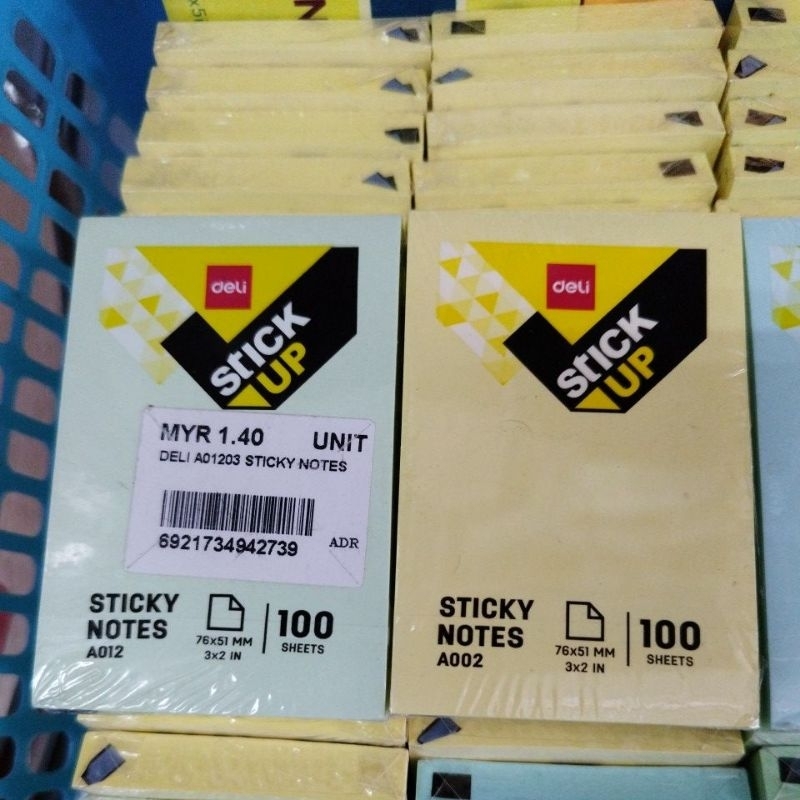 deli
STICK
UP
MYR 1.40 UNIT
DELI A01203 STICKY NOTES
6921734942739 ADR
STICKY
NOTES
A012
76x51 MM
3x2 IN
100
SHEETS
deli
STICK
UP
STICKY
NOTES
A002
76x51 MM
3x2 IN
100
SHEETS